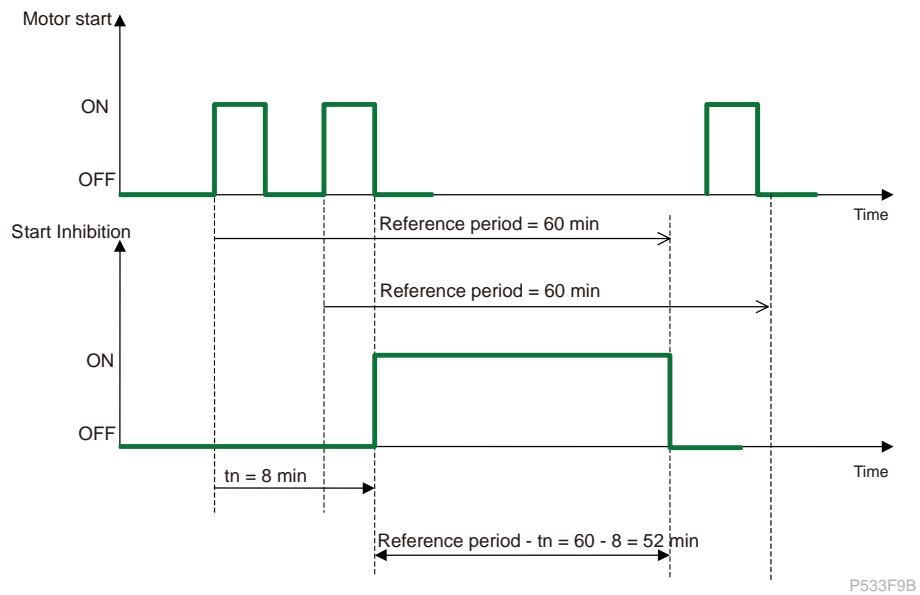 Motor start
ON
OFF
Time
Reference period = 60 min
Start Inhibition
Reference period = 60 min
ON
OFF
Time
tn = 8 min
Reference period - tn = 60 - 8 = 52 min
P533F9B